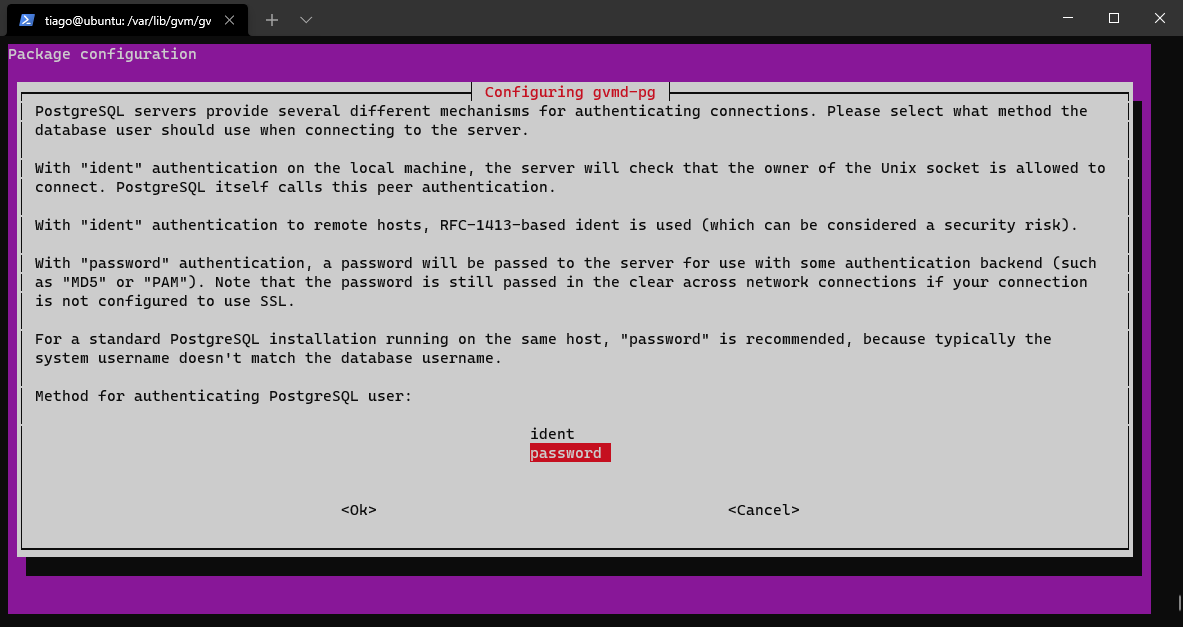 tiago@ubuntu: /var/lib/gvm/gv
Package configuration
Configuring gvmd-pg
PostgreSQL servers provide several different mechanisms for authenticating connections. Please select what method the
database user should use when connecting to the server.
With "ident" authentication on the local machine, the server will check that the owner of the Unix socket is allowed to
connect. PostgreSQL itself calls this peer authentication.
With "ident" authentication to remote hosts, RFC-1413-based ident is used (which can be considered a security risk).
With "password" authentication, a password will be passed to the server for use with some authentication backend (such
as "MD5" or "PAM"). Note that the password is still passed in the clear across network connections if your connection
is not configured to use SSL.
For a standard PostgreSQL installation running on the same host, "password" is recommended, because typically the
system username doesn't match the database username.
Method for authenticating PostgreSQL user:
ident
password
<Ok> <Cancel>